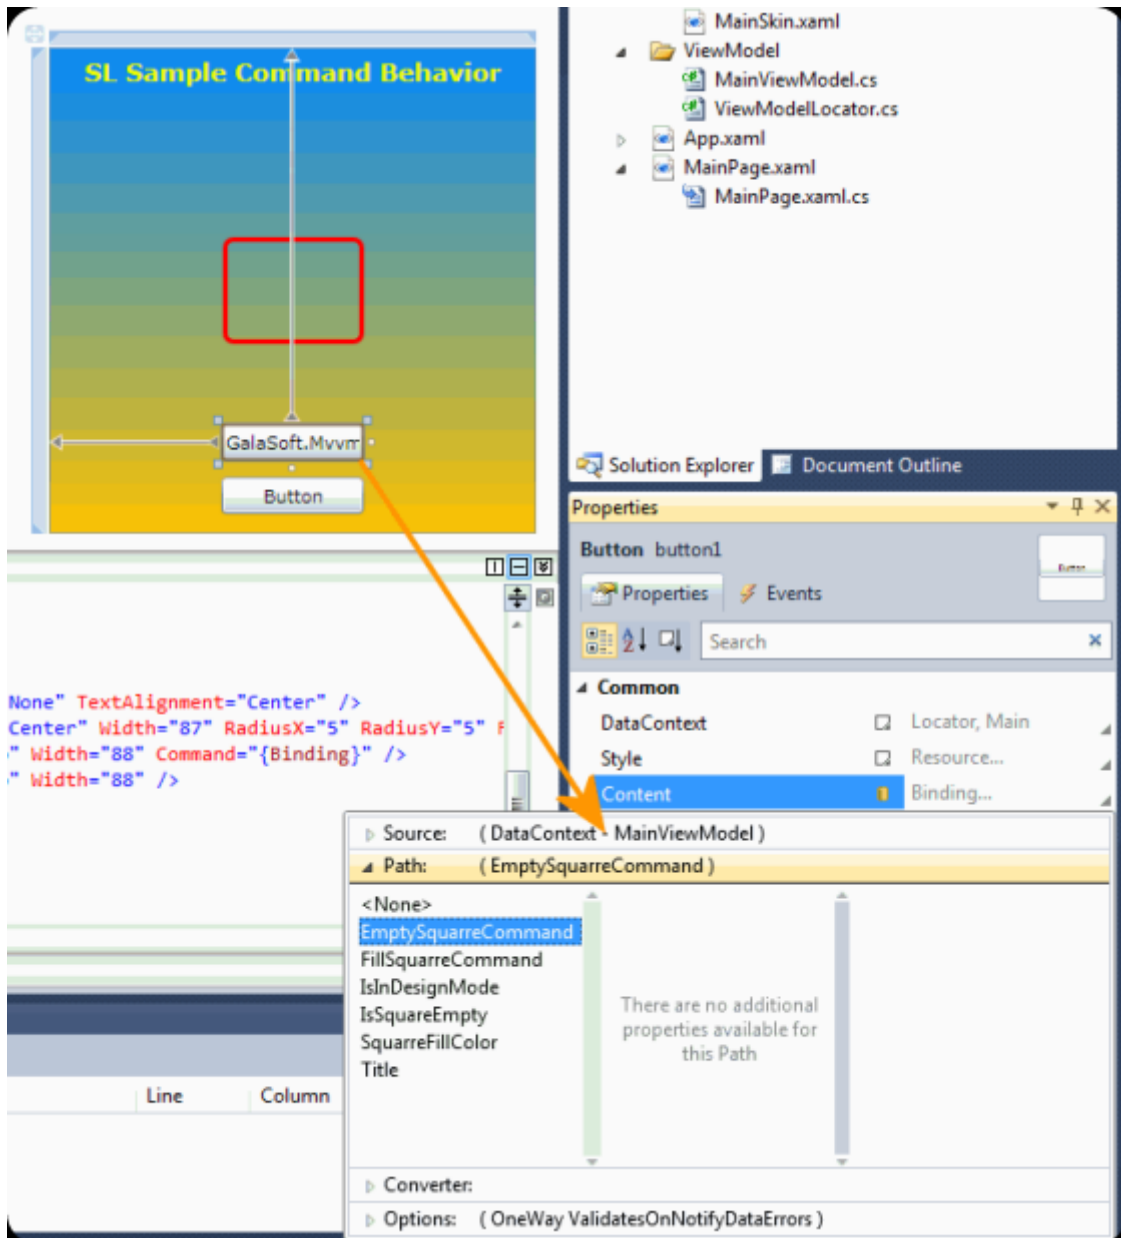 SL Sample Command Behavior
GalaSoft.Mvvm
Button
MainSkin.xaml
ViewModel
MainViewModel.cs
ViewModelLocator.cs
App.xaml
MainPage.xaml
MainPage.xaml.cs
Solution Explorer Document Outline
Properties
Button button1
Button
Properties Events
Search
Common
DataContext Locator, Main
Style Resource...
Content Binding...
None" TextAlignment="Center" />
Center" Width="87" RadiusX="5" RadiusY="5" F
" Width="88" Command="{Binding}" />
" Width="88" />
Source: ( DataContext - MainViewModel )
Path: ( EmptySquarreCommand )
<None>
EmptySquarreCommand
FillSquarreCommand
IsInDesignMode
IsSquareEmpty
SquarreFillColor
Title
There are no additional
properties available for
this Path
Converter:
Options: ( OneWay ValidatesOnNotifyDataErrors )
Line Column